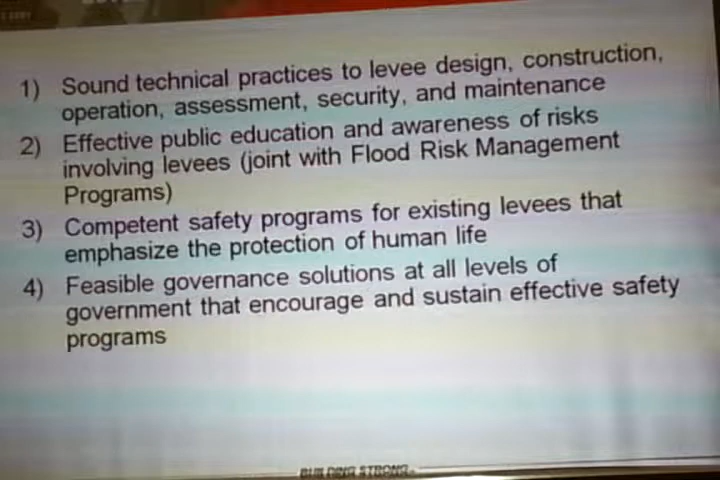 1) Sound technical practices to levee design, construction,
operation, assessment, security, and maintenance
2) Effective public education and awareness of risks
involving levees (joint with Flood Risk Management
Programs)
3) Competent safety programs for existing levees that
emphasize the protection of human life
4) Feasible governance solutions at all levels of
government that encourage and sustain effective safety
programs
BUILDING STRONG